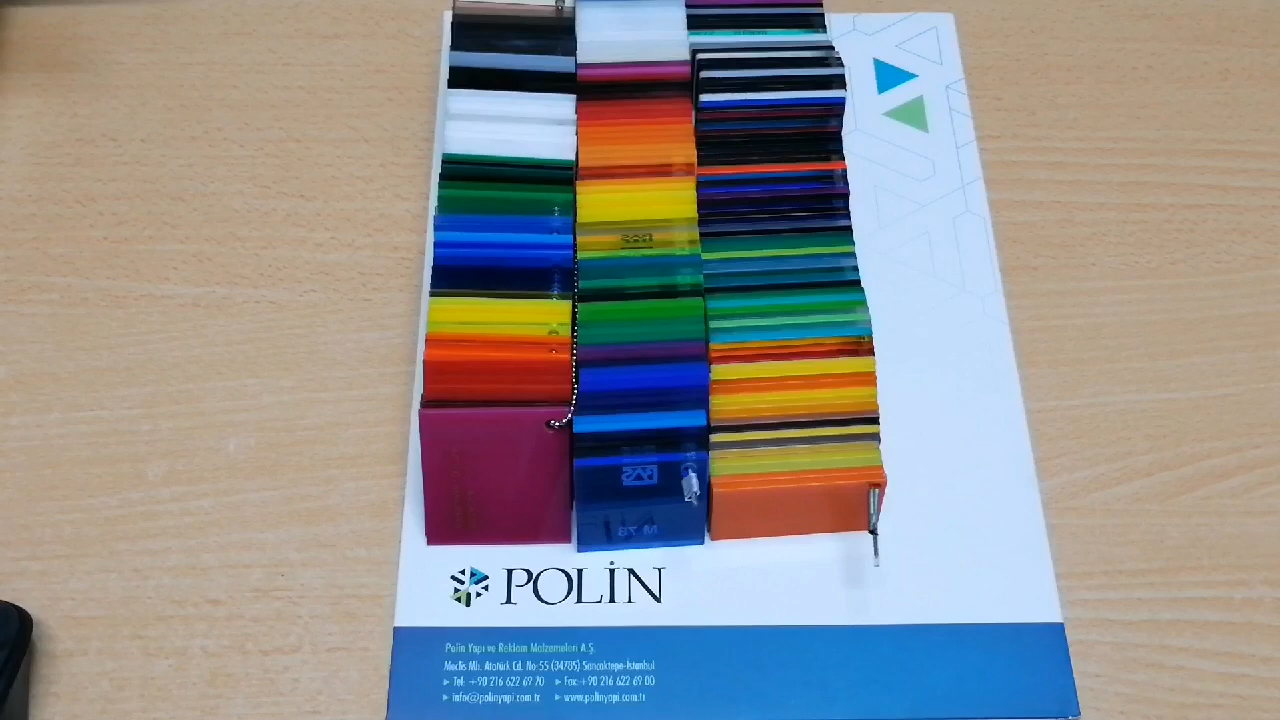 POLİN
Polin Yapı ve Reklam Malzemeleri A.Ş.
Meclis Mh. Atatürk Cd. No:55 (34785) Sancaktepe-İstanbul
Tel: +90 216 622 69 70 Fax:+90 216 622 69 00
info@polinyapi.com.tr www.polinyapi.com.tr